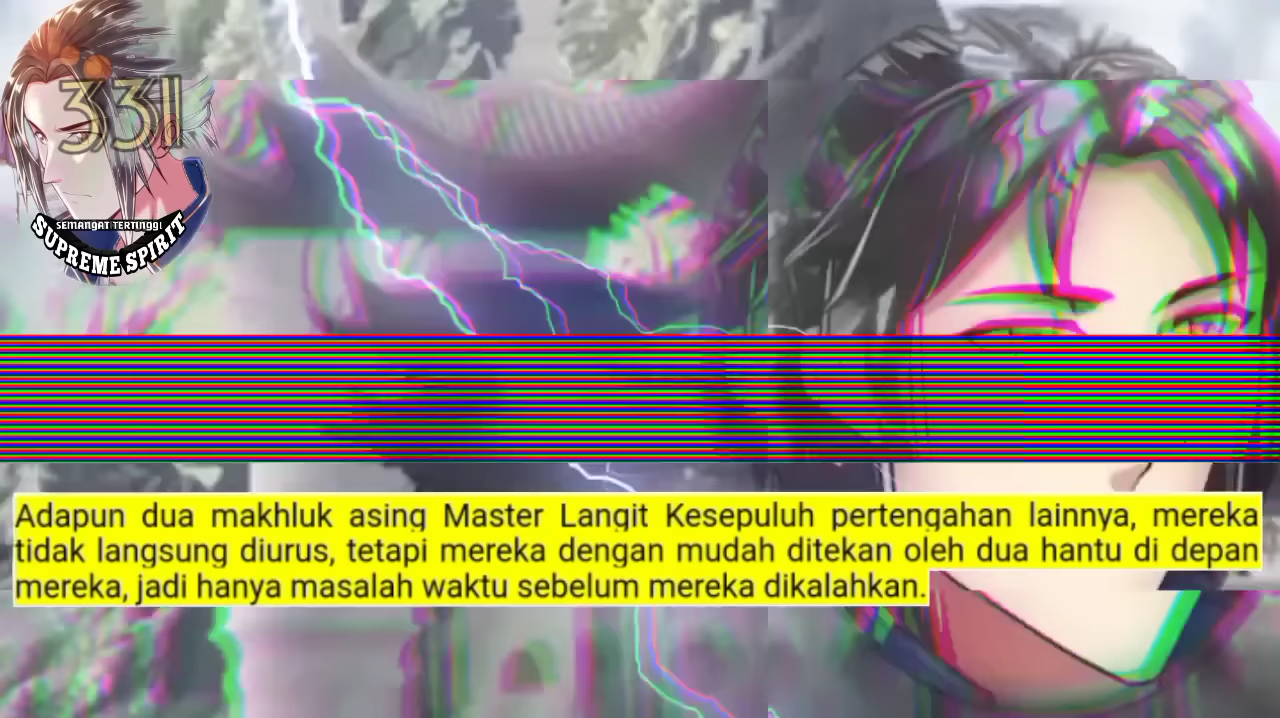 331
SEMANGAT TERTINGGI
SUPREME SPIRIT
Adapun dua makhluk asing Master Langit Kesepuluh pertengahan lainnya, mereka
tidak langsung diurus, tetapi mereka dengan mudah ditekan oleh dua hantu di depan
mereka, jadi hanya masalah waktu sebelum mereka dikalahkan.